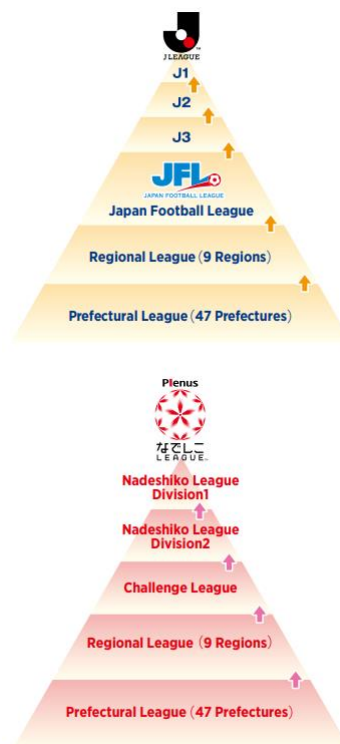 J.LEAGUE™
J1
J2
J3
JFL
JAPAN FOOTBALL LEAGUE
Japan Football League
Regional League (9 Regions)
Prefectural League (47 Prefectures)
Plenus
なでしこ
LEAGUE™
Nadeshiko League
Division1
Nadeshiko League
Division2
Challenge League
Regional League (9 Regions)
Prefectural League (47 Prefectures)